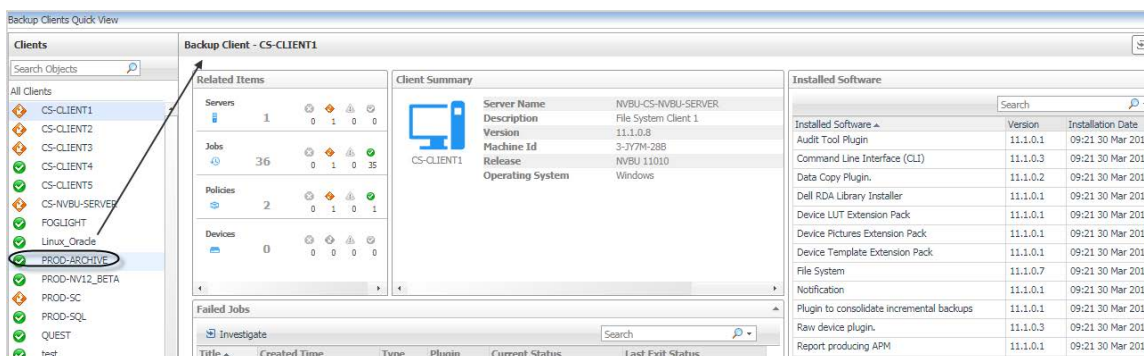 Backup Clients Quick View
Clients
Search Objects
All Clients
CS-CLIENT1
CS-CLIENT2
CS-CLIENT3
CS-CLIENT4
CS-CLIENT5
CS-NVBU-SERVER
FOGLIGHT
Linux_Oracle
PROD-ARCHIVE
PROD-NV12_BETA
PROD-SC
PROD-SQL
QUEST
test
Backup Client - CS-CLIENT1
Related Items
Servers
1
0 1 0 0
Jobs
36
0 1 0 35
Policies
2
0 1 0 1
Devices
0
0 0 0 0
Client Summary
CS-CLIENT1
Server Name NVBU-CS-NVBU-SERVER
Description File System Client 1
Version 11.1.0.8
Machine Id 3-JY7M-288
Release NVBU 11010
Operating System Windows
Failed Jobs
Investigate
Search
Title Created Time Type Plugin Current Status Last Exit Status
Installed Software
Search
Installed Software Version Installation Date
Audit Tool Plugin 11.1.0.1 09:21 30 Mar 201
Command Line Interface (CLI) 11.1.0.3 09:21 30 Mar 201
Data Copy Plugin. 11.1.0.2 09:21 30 Mar 201
Dell RDA Library Installer 11.1.0.1 09:21 30 Mar 201
Device LUT Extension Pack 11.1.0.1 09:21 30 Mar 201
Device Pictures Extension Pack 11.1.0.1 09:21 30 Mar 201
Device Template Extension Pack 11.1.0.1 09:21 30 Mar 201
File System 11.1.0.7 09:21 30 Mar 201
Notification 11.1.0.1 09:21 30 Mar 201
Plugin to consolidate incremental backups 11.1.0.1 09:21 30 Mar 201
Raw device plugin. 11.1.0.3 09:21 30 Mar 201
Report producing APM 11.1.0.1 09:21 30 Mar 201